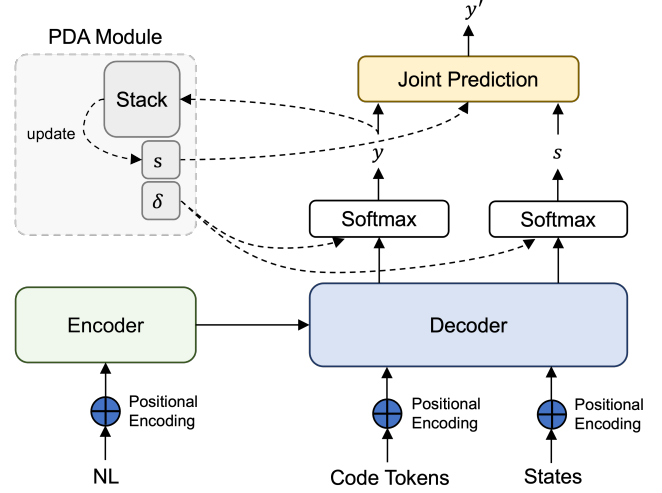 y′
PDA Module
Joint Prediction
Stack
update
s
y
s
δ
Softmax
Softmax
Encoder
Decoder
Positional
Encoding
Positional
Encoding
Positional
Encoding
NL
Code Tokens
States